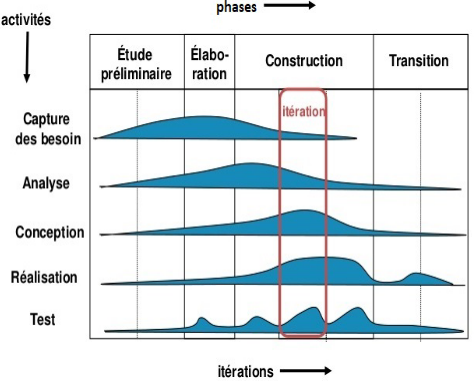 phases
activités
Étude
préliminaire
Élabo-
ration
Construction
Transition
itération
Capture
des besoin
Analyse
Conception
Réalisation
Test
itérations